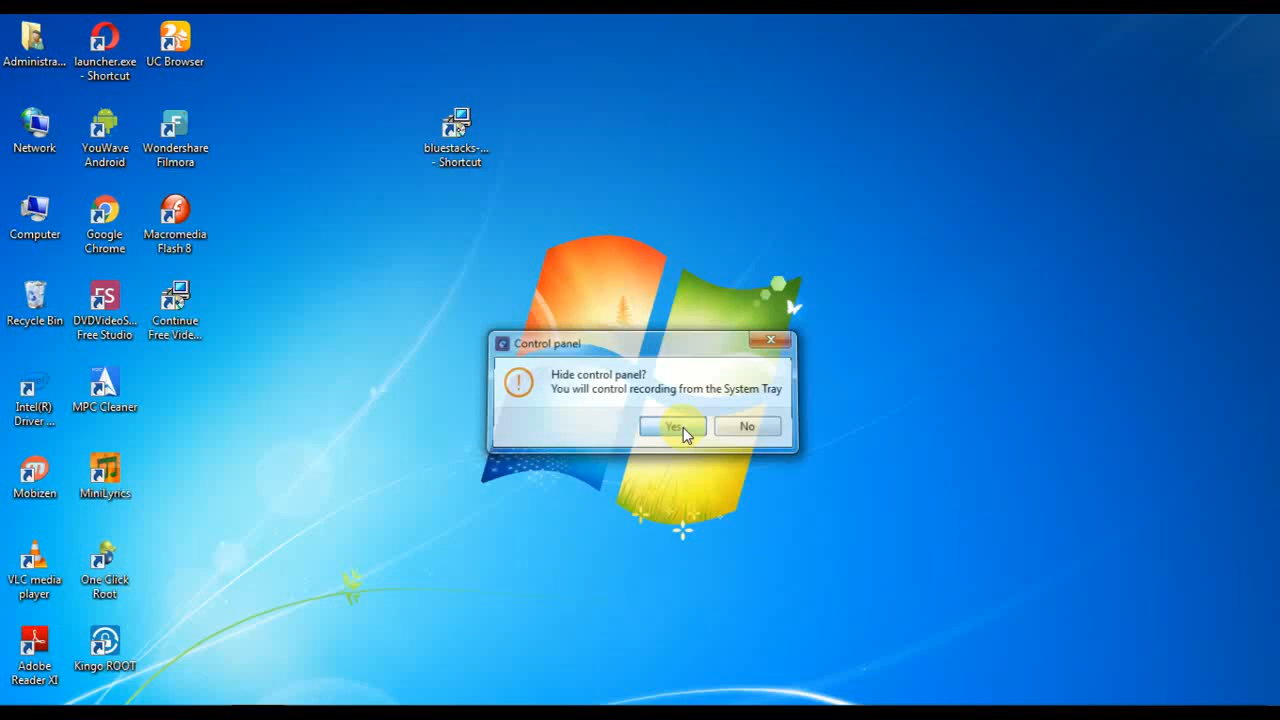 Administra...
launcher.exe
- Shortcut
UC Browser
Network
YouWave
Android
Wondershare
Filmora
bluestacks-...
- Shortcut
Computer
Google
Chrome
Macromedia
Flash 8
Recycle Bin
FS
DVDVideoS...
Free Studio
Continue
Free Vide...
Control panel
Hide control panel?
You will control recording from the System Tray
Yes
No
Intel(R)
Driver ...
MPC Cleaner
Mobizen
MiniLyrics
VLC media
player
One Click
Root
Adobe
Reader XI
Kingo ROOT